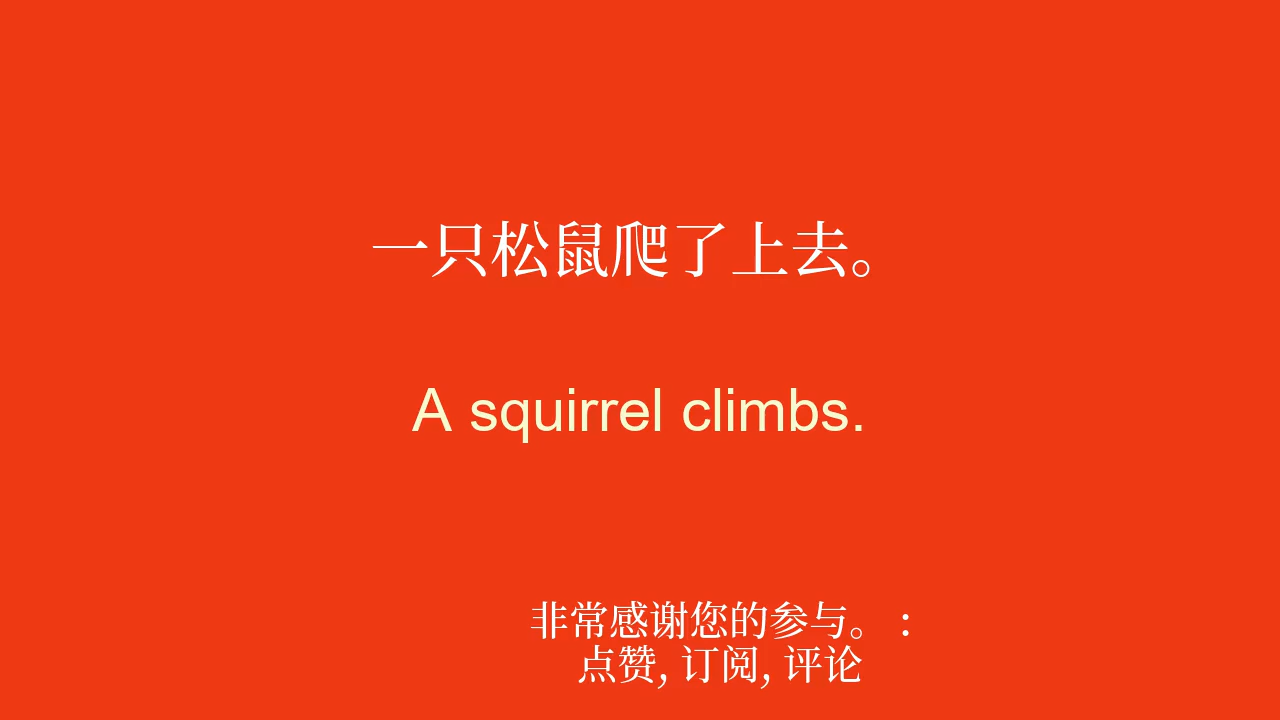 一只松鼠爬了上去。
A squirrel climbs.
非常感谢您的参与。 :
点赞, 订阅, 评论